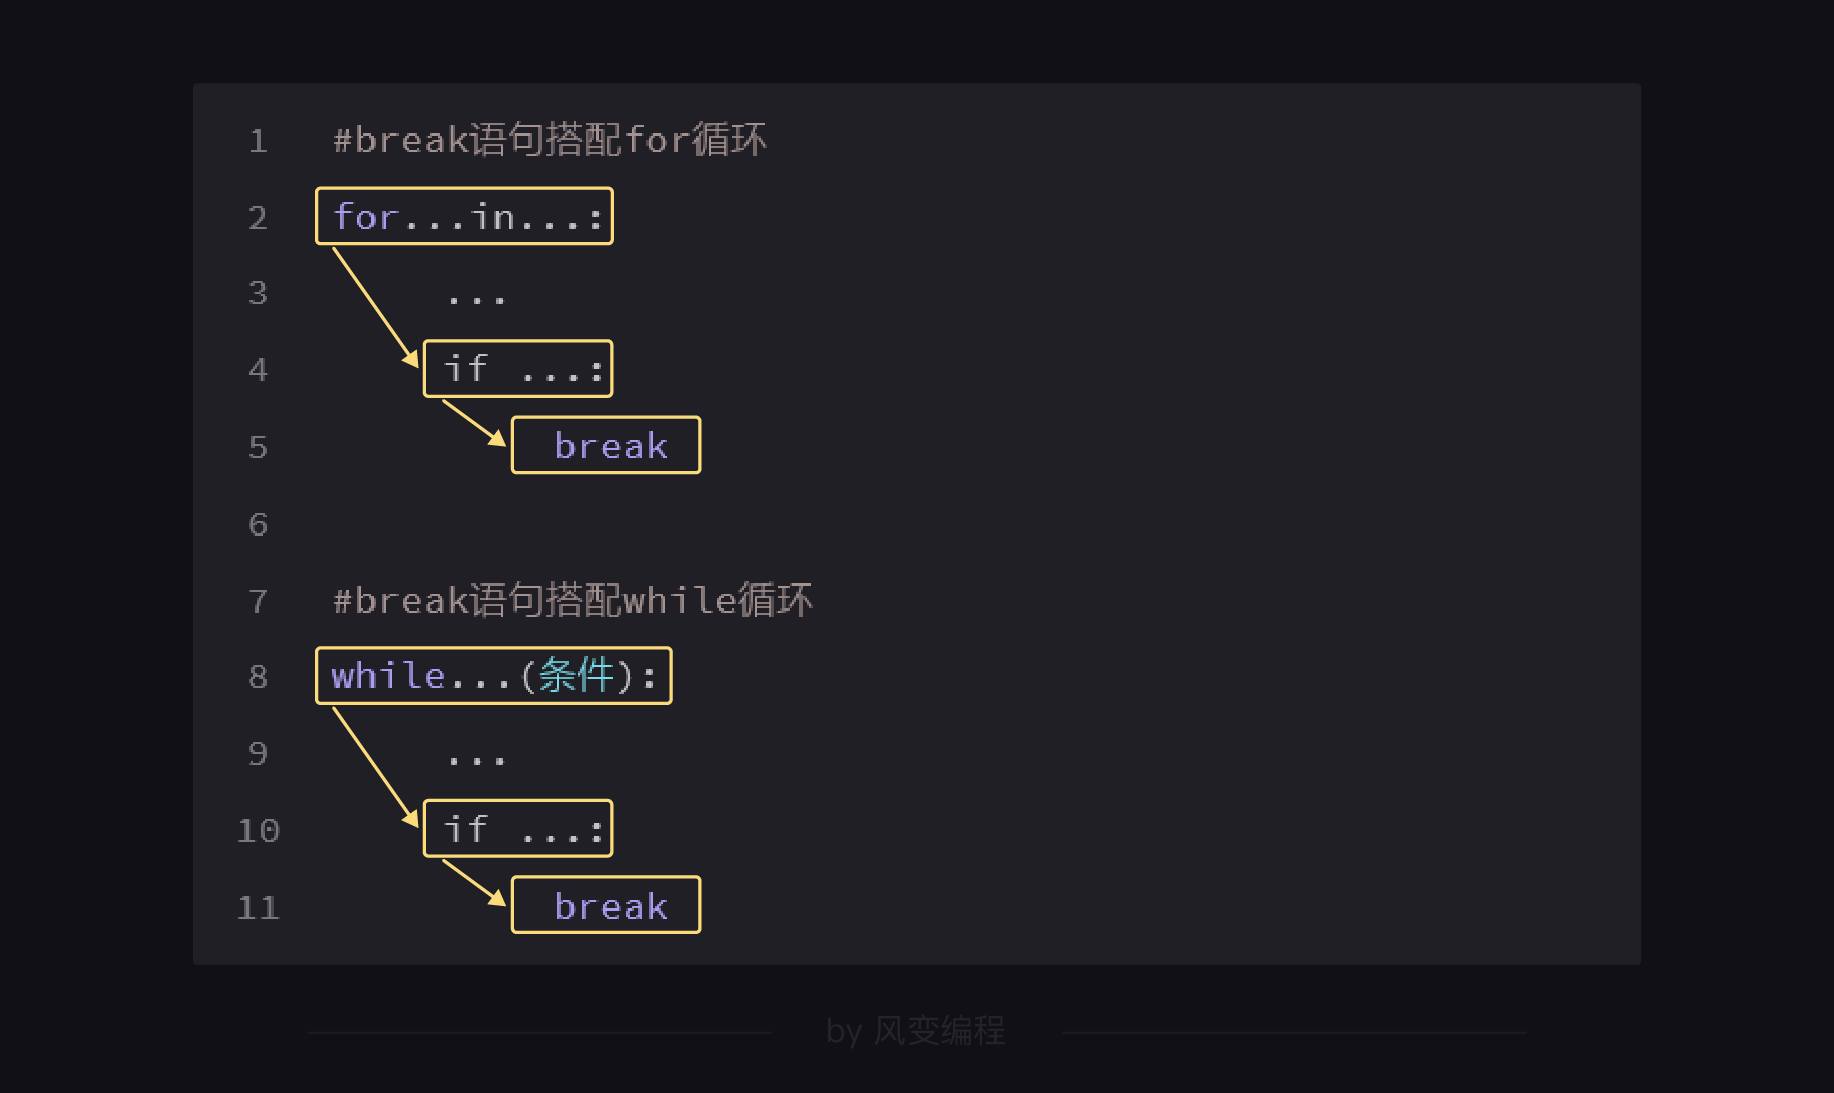 1 #break语句搭配for循环
2 for...in...:
3 ...
4 if ...:
5 break
6
7 #break语句搭配while循环
8 while...(条件):
9 ...
10 if ...:
11 break
by 风变编程